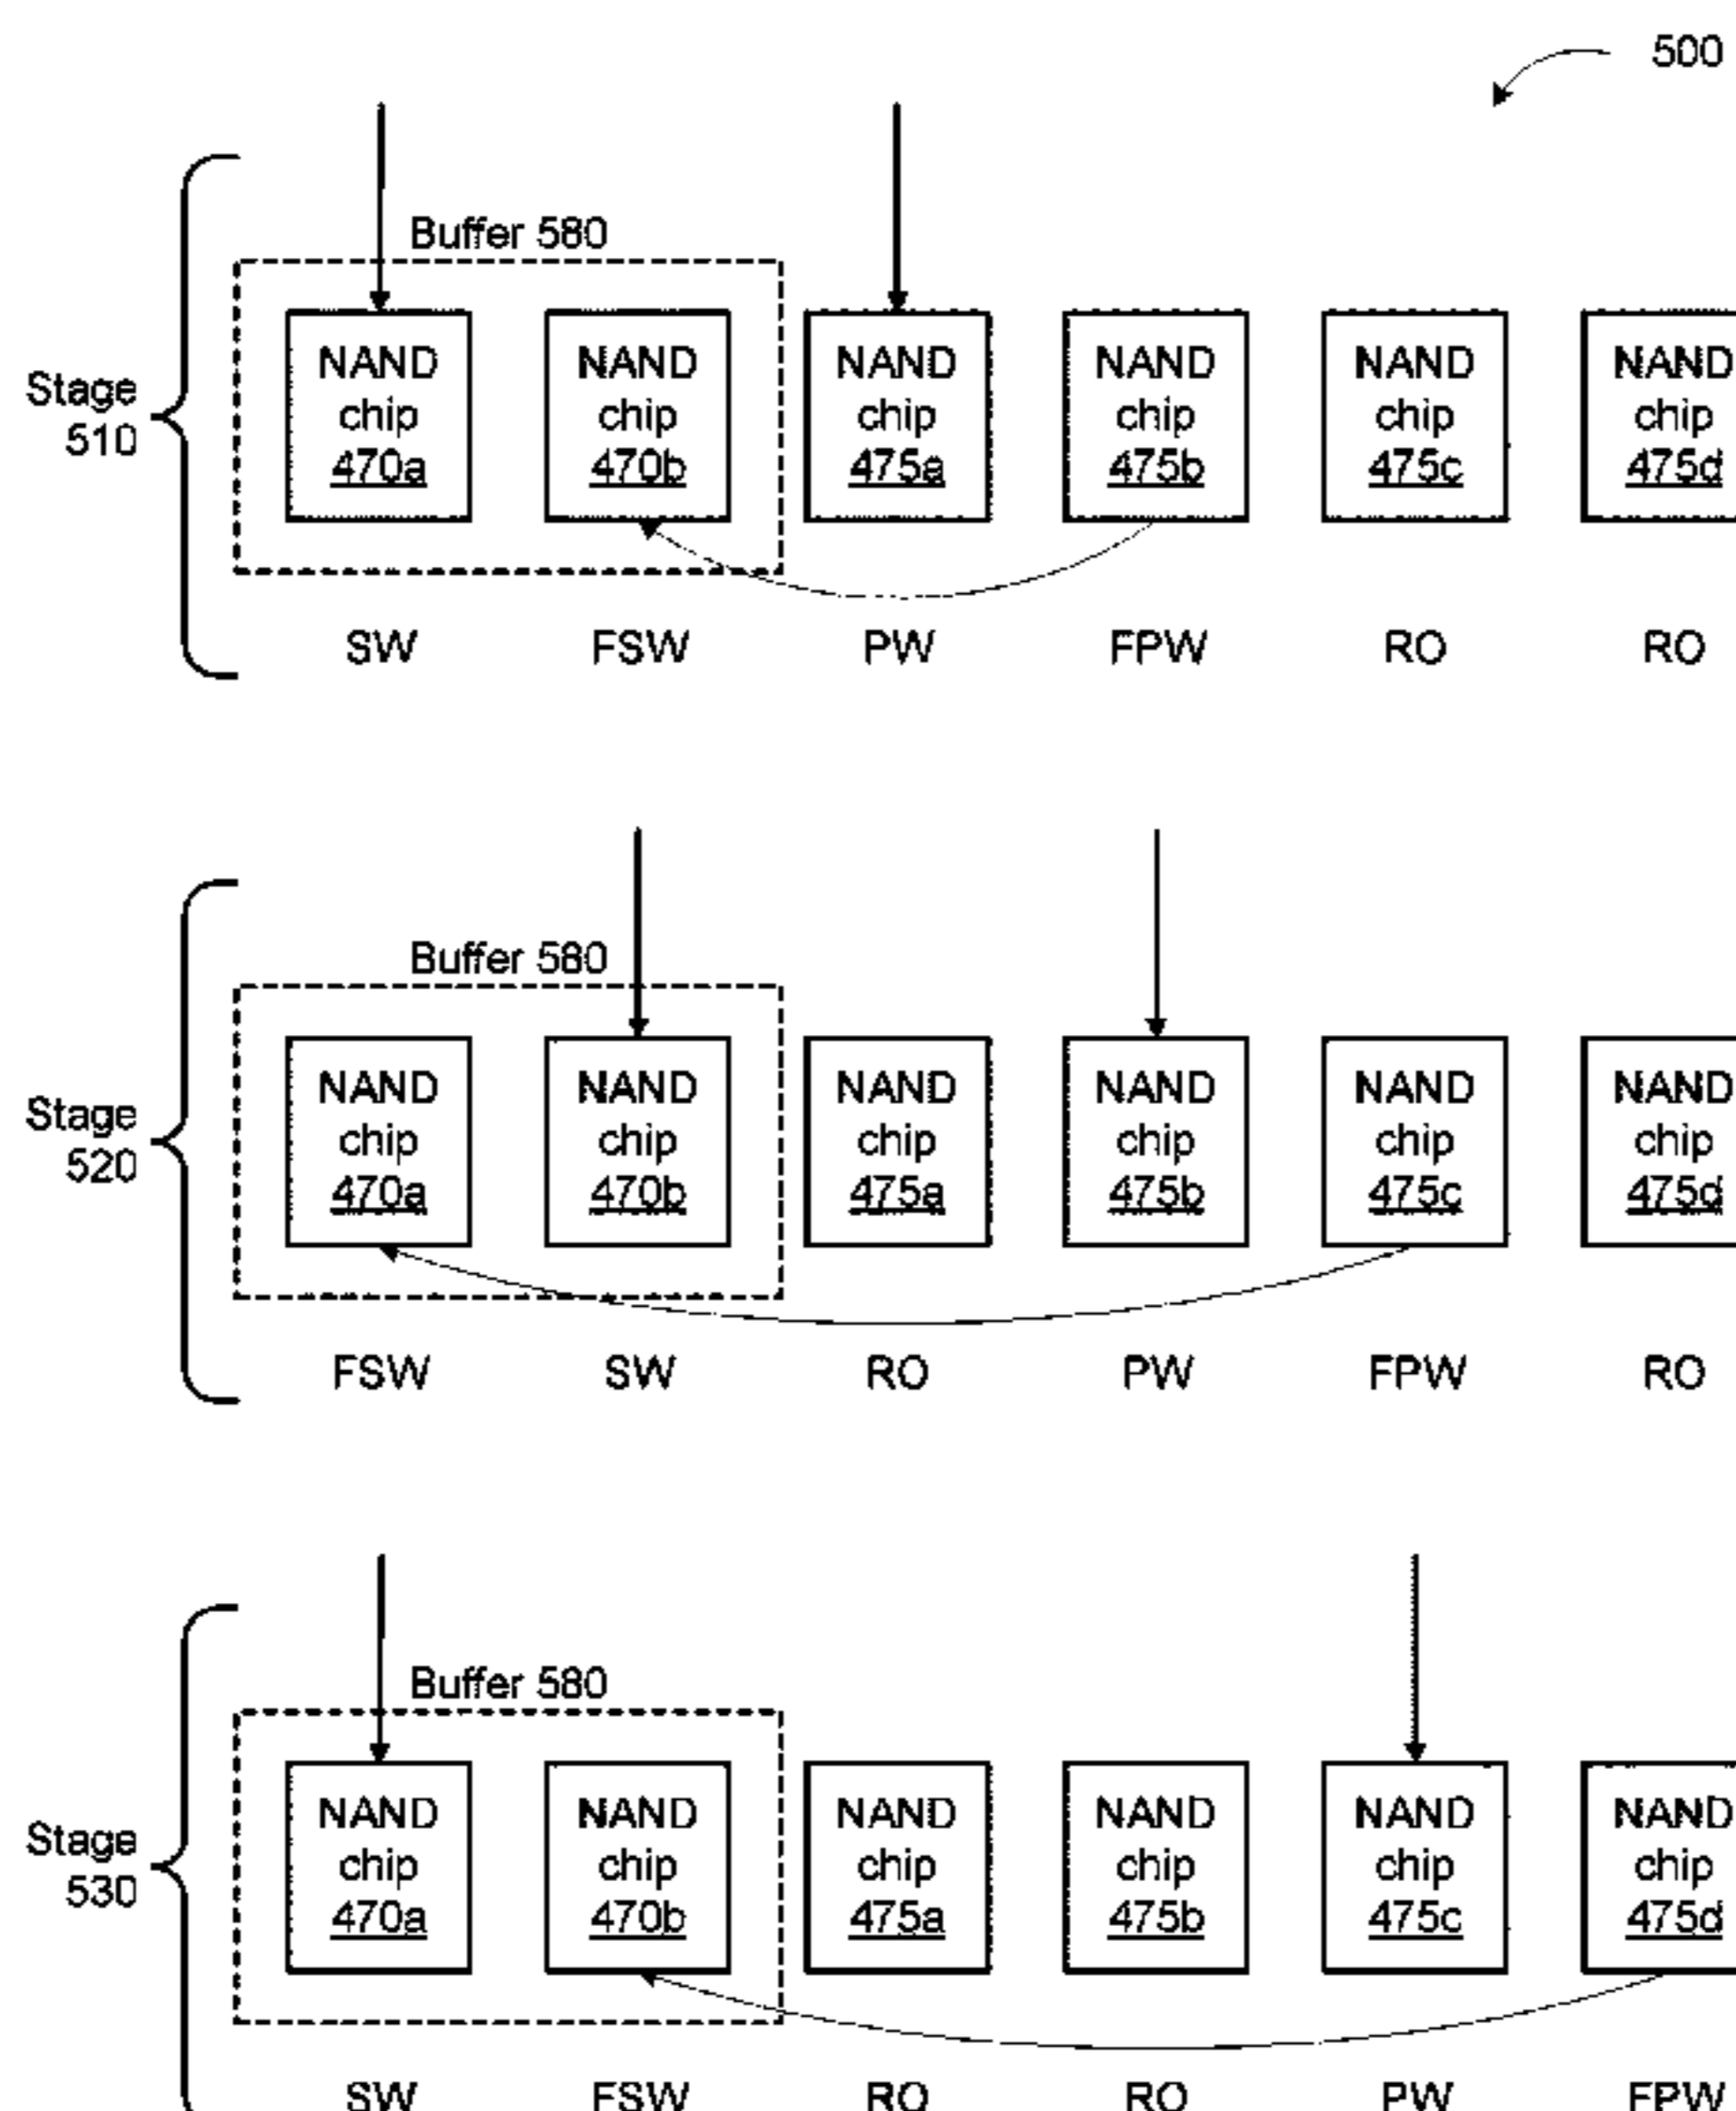 500
Buffer 580
Stage
510
NAND chip 470a
NAND chip 470b
NAND chip 475a
NAND chip 475b
NAND chip 475c
NAND chip 475d
SW FSW PW FPW RO RO
Buffer 580
Stage
520
NAND chip 470a
NAND chip 470b
NAND chip 475a
NAND chip 475b
NAND chip 475c
NAND chip 475d
FSW SW RO PW FPW RO
Buffer 580
Stage
530
NAND chip 470a
NAND chip 470b
NAND chip 475a
NAND chip 475b
NAND chip 475c
NAND chip 475d
SW FSW RO RO PW FPW